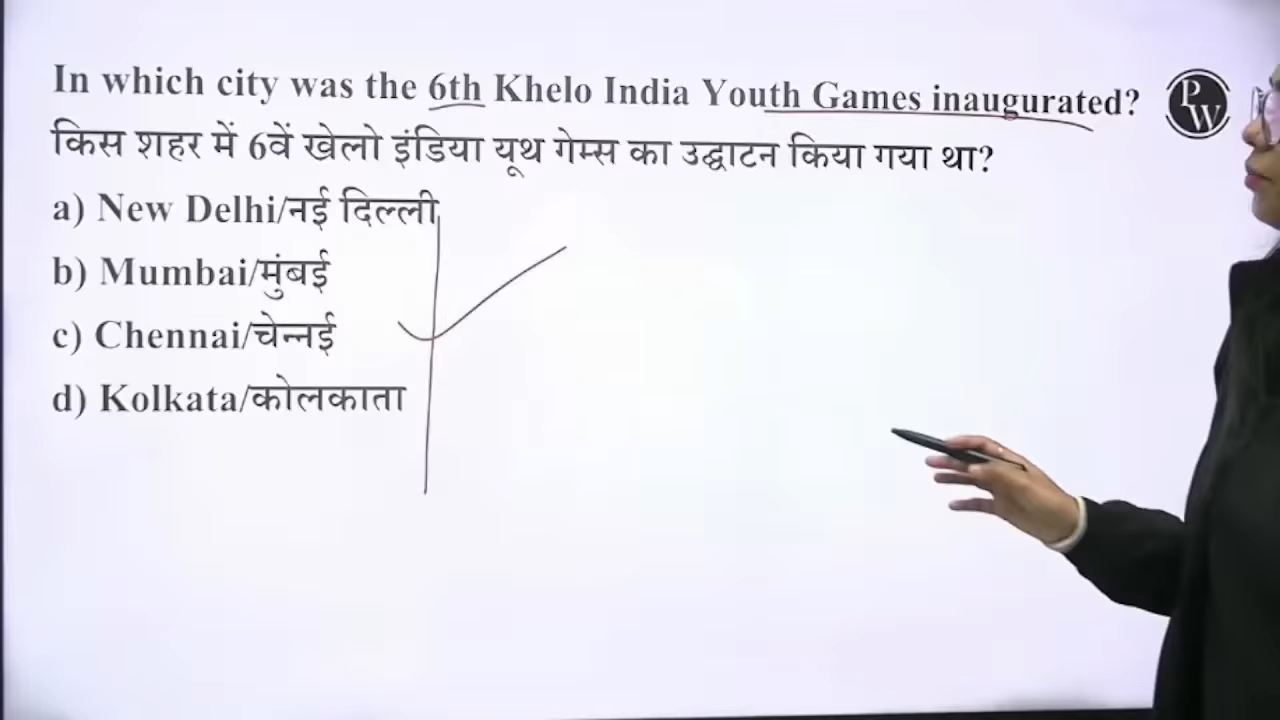 In which city was the 6th Khelo India Youth Games inaugurated?
किस शहर में 6वें खेलो इंडिया यूथ गेम्स का उद्घाटन किया गया था?
a) New Delhi/नई दिल्ली
b) Mumbai/मुंबई
c) Chennai/चेन्नई
d) Kolkata/कोलकाता
PW